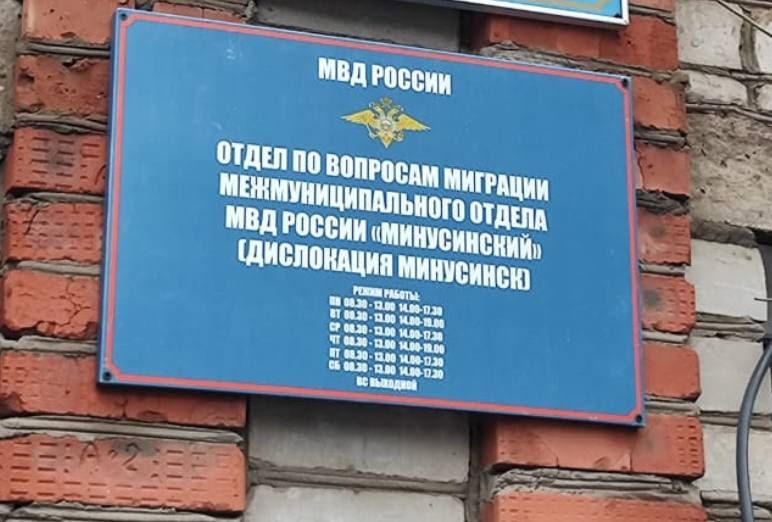 МВД РОССИИ
ОТДЕЛ ПО ВОПРОСАМ МИГРАЦИИ
МЕЖМУНИЦИПАЛЬНОГО ОТДЕЛА
МВД РОССИИ «МИНУСИНСКИЙ»
(ДИСЛОКАЦИЯ МИНУСИНСК)
РЕЖИМ РАБОТЫ:
ПН 08.30 - 13.00 14.00-17.30
ВТ 08.30 - 13.00 14.00-19.00
СР 08.30 - 13.00 14.00-17.30
ЧТ 08.30 - 13.00 14.00-19.00
ПТ 08.30 - 13.00 14.00-17.30
СБ 08.30 - 13.00 14.00-17.30
ВС ВЫХОДНОЙ
А-2